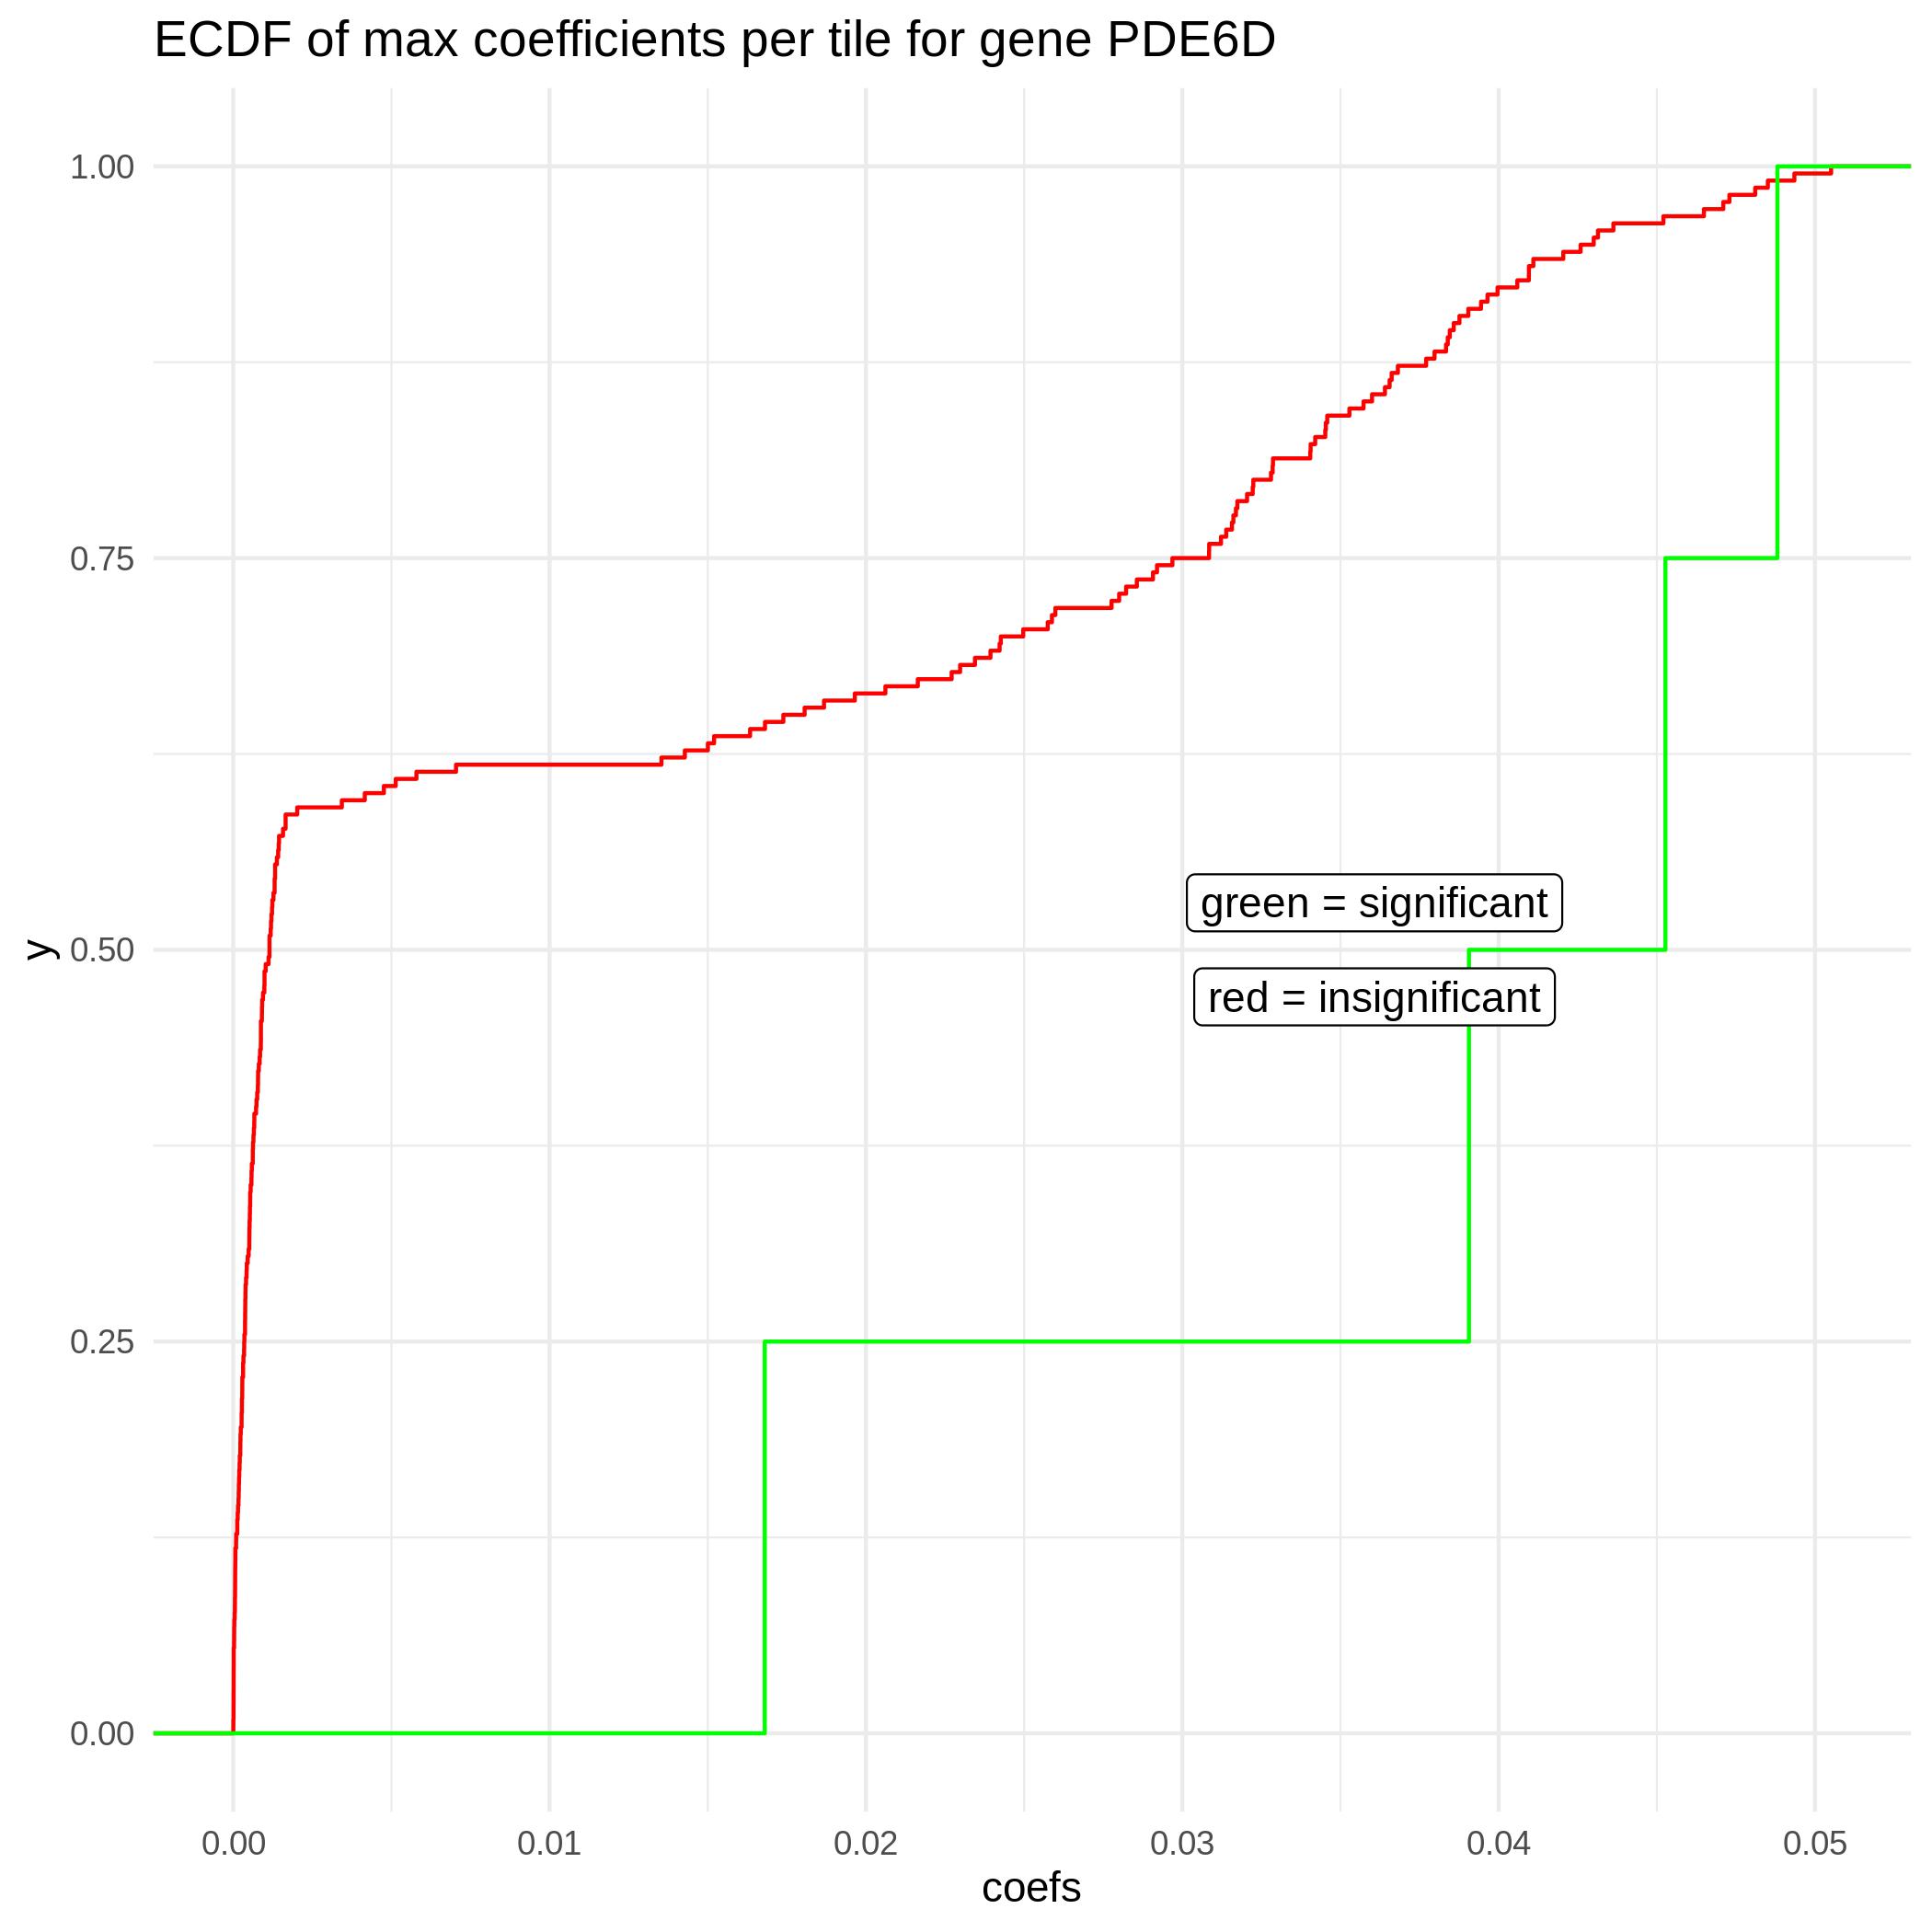 ECDF of max coefficients per tile for gene PDE6D
1.00
0.75
0.50
0.25
0.00
y
green = significant
red = insignificant
0.00 0.01 0.02 0.03 0.04 0.05
coefs